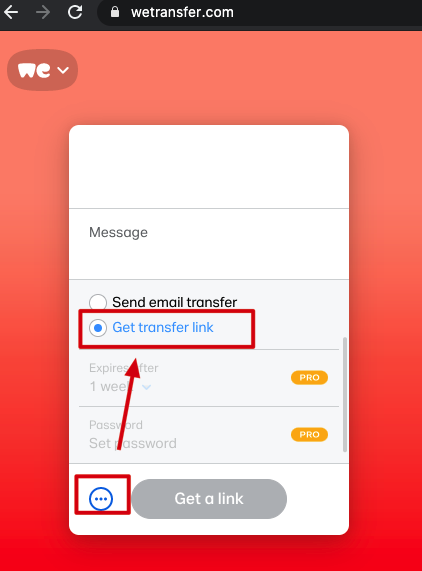 wetransfer.com
we
Message
Send email transfer
Get transfer link
Expires after
1 week
PRO
Password
Set password
PRO
Get a link